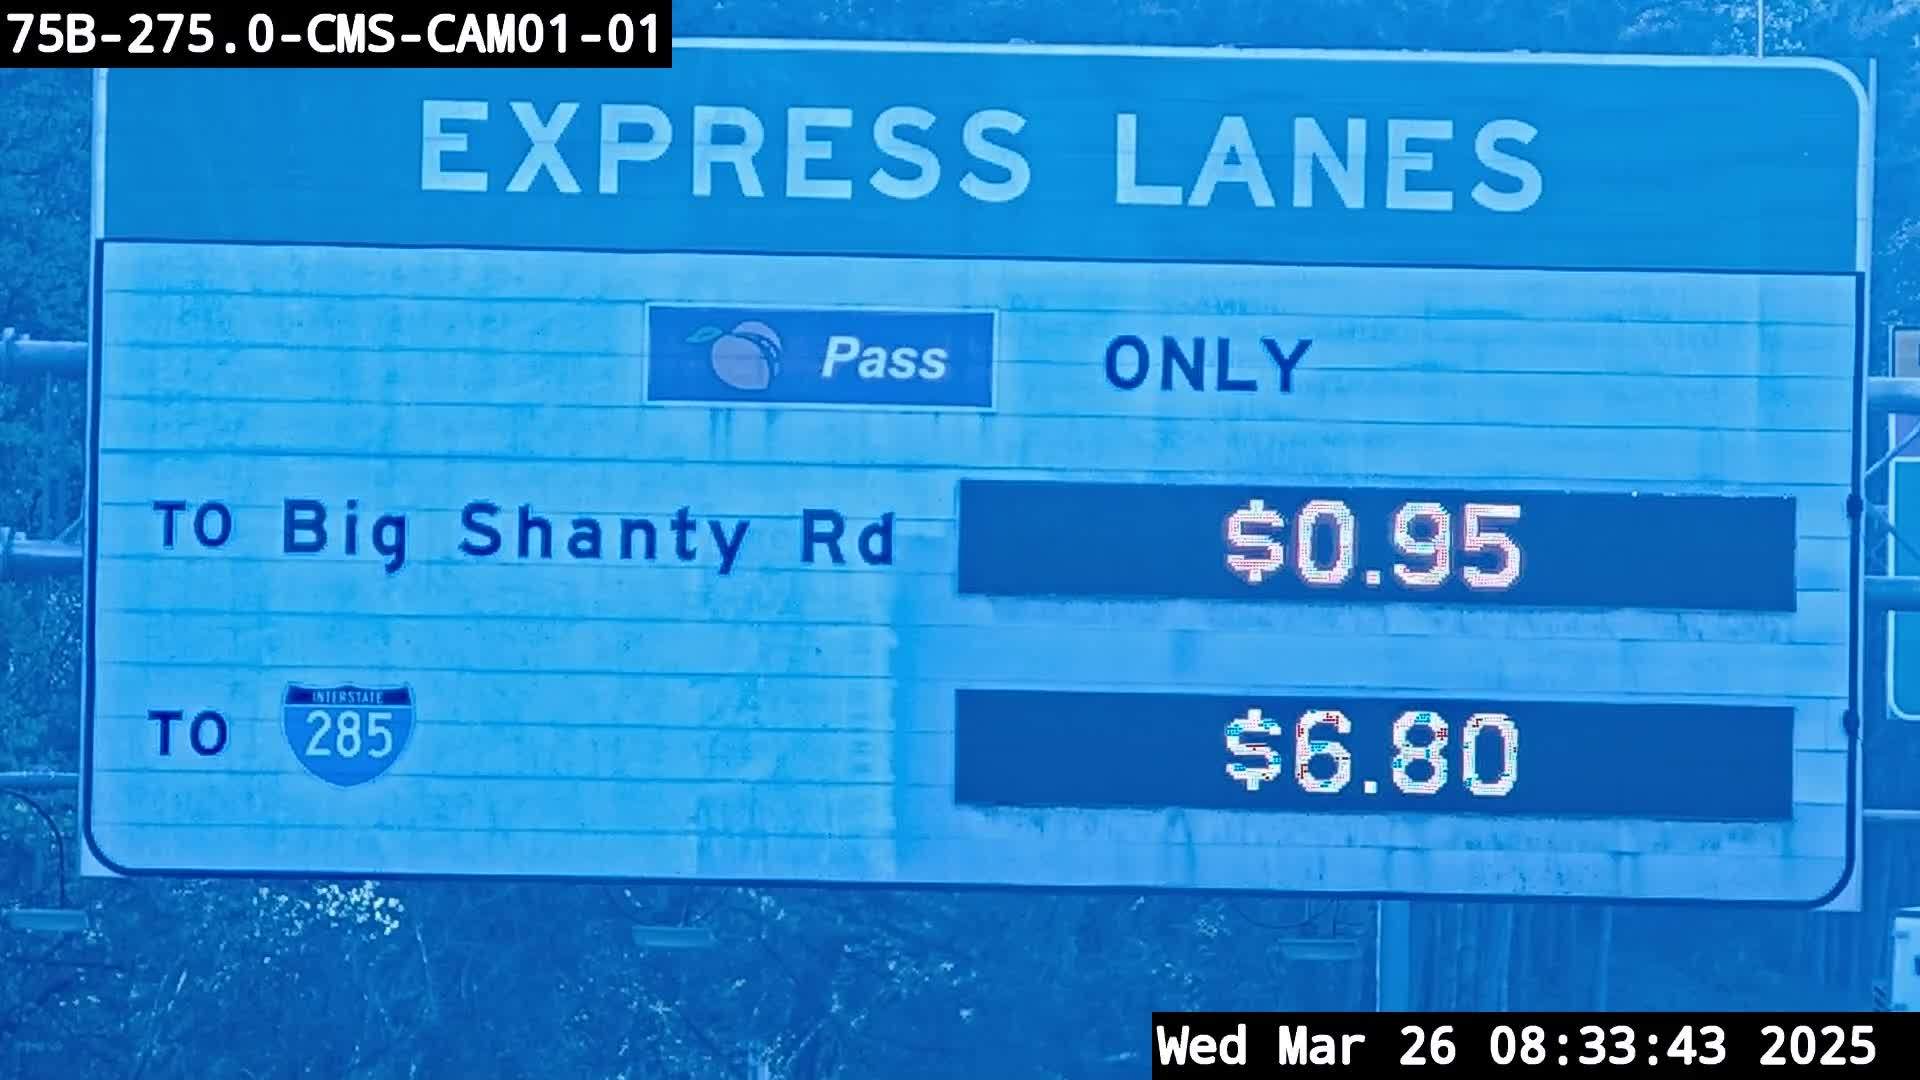 75B-275.0-CMS-CAM01-01
EXPRESS LANES
Pass ONLY
TO Big Shanty Rd $0.95
INTERSTATE
TO 285 $6.80
Wed Mar 26 08:33:43 2025